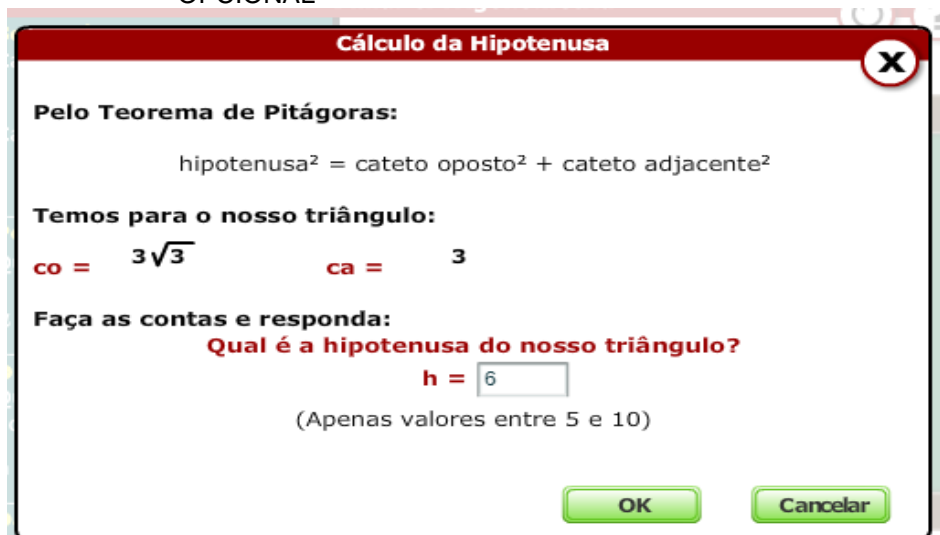 OPCIONAL
Cálculo da Hipotenusa
X
Pelo Teorema de Pitágoras:
hipotenusa² = cateto oposto² + cateto adjacente²
Temos para o nosso triângulo:
co = 3√3 ca = 3
Faça as contas e responda:
Qual é a hipotenusa do nosso triângulo?
h = 6
(Apenas valores entre 5 e 10)
OK Cancelar